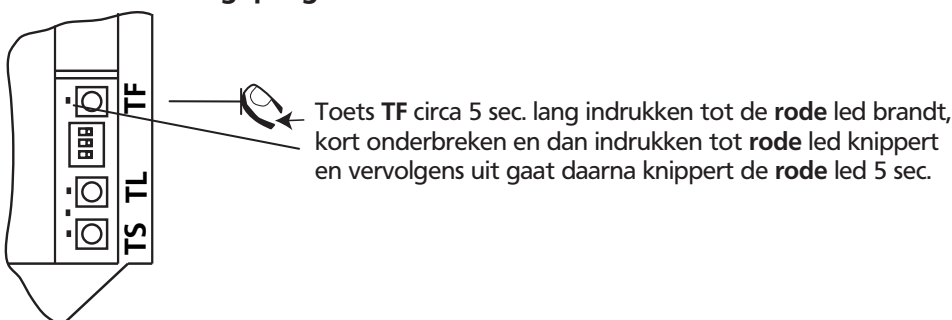 TF
TL
TS
Toets TF circa 5 sec. lang indrukken tot de rode led brandt,
kort onderbreken en dan indrukken tot rode led knippert
en vervolgens uit gaat daarna knippert de rode led 5 sec.